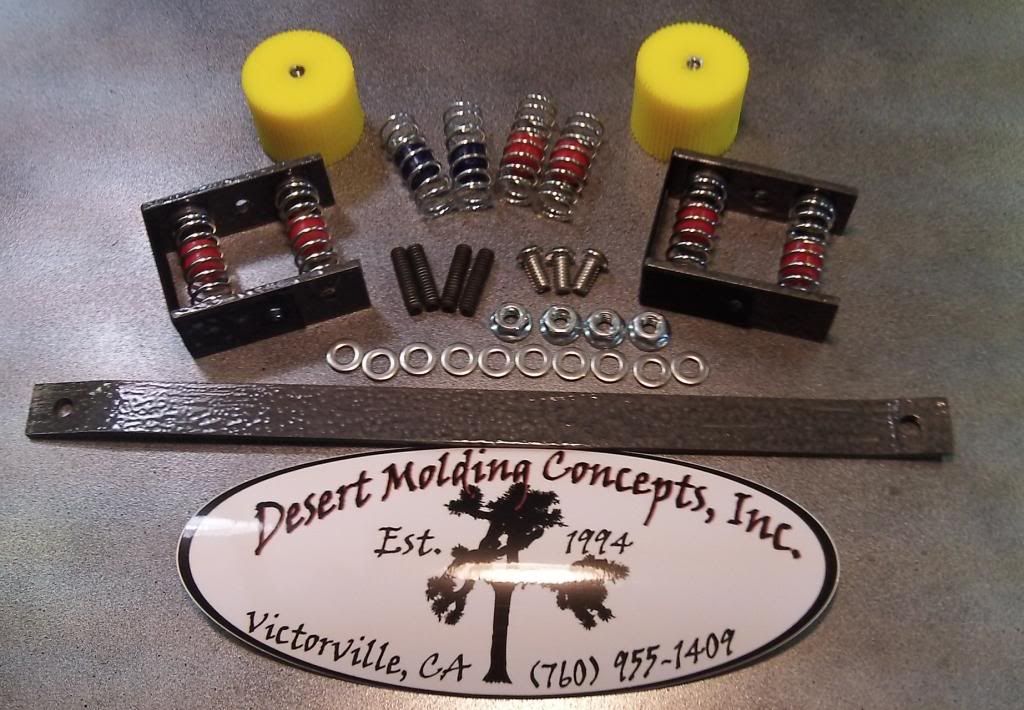 Desert Molding Concepts, Inc.
Est. 1994
Victorville, CA (760) 955-1409